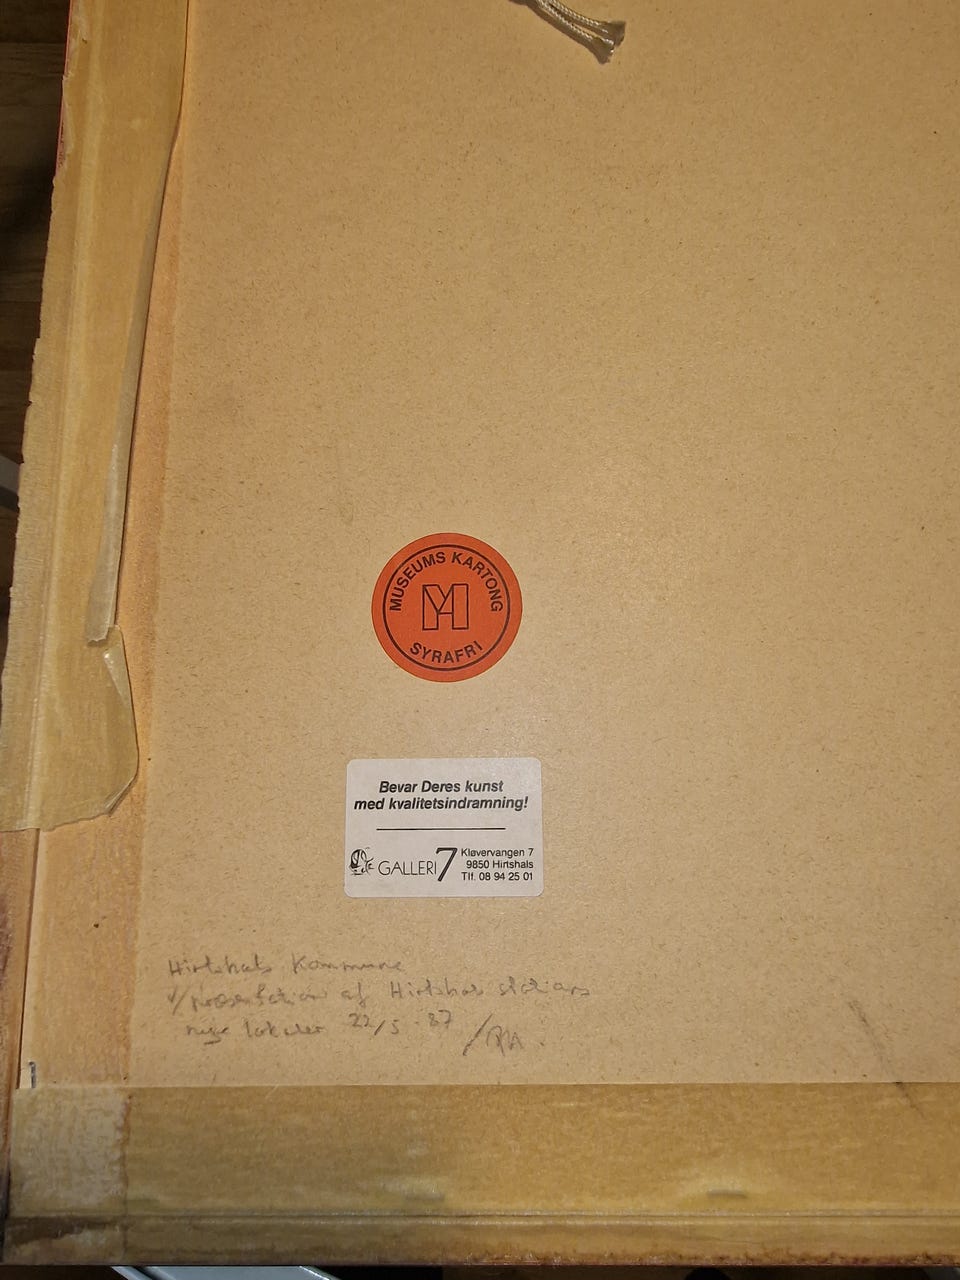 MUSEUMS KARTONG
M
SYRAFRI
Bevar Deres kunst
med kvalitetsindramning!
GALLERI 7
Kløvervangen 7
9850 Hirtshals
Tlf. 08 94 25 01
Hirtshals Kommune
v/præsentation af Hirtshals stations
nye lokaler 22/5-87